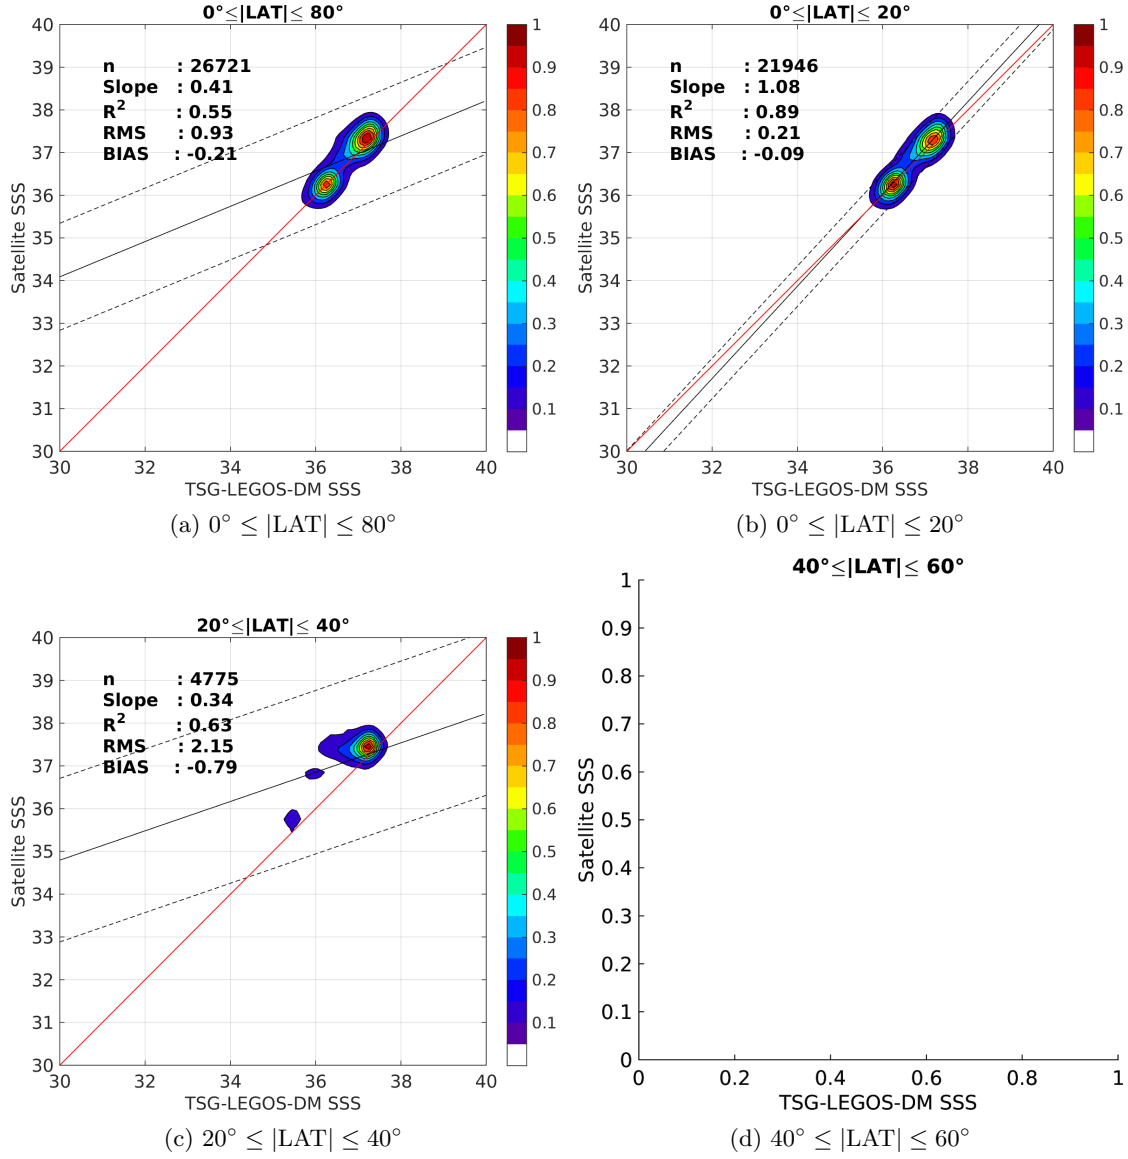 0°≤|LAT|≤ 80°
n : 26721
Slope : 0.41
R² : 0.55
RMS : 0.93
BIAS : -0.21
40
39
38
37
36
35
34
33
32
31
30
30 32 34 36 38 40
Satellite SSS
TSG-LEGOS-DM SSS
1
0.9
0.8
0.7
0.6
0.5
0.4
0.3
0.2
0.1
(a) 0° ≤ |LAT| ≤ 80°
0°≤|LAT|≤ 20°
n : 21946
Slope : 1.08
R² : 0.89
RMS : 0.21
BIAS : -0.09
40
39
38
37
36
35
34
33
32
31
30
30 32 34 36 38 40
Satellite SSS
TSG-LEGOS-DM SSS
1
0.9
0.8
0.7
0.6
0.5
0.4
0.3
0.2
0.1
(b) 0° ≤ |LAT| ≤ 20°
20°≤|LAT|≤ 40°
n : 4775
Slope : 0.34
R² : 0.63
RMS : 2.15
BIAS : -0.79
40
39
38
37
36
35
34
33
32
31
30
30 32 34 36 38 40
Satellite SSS
TSG-LEGOS-DM SSS
1
0.9
0.8
0.7
0.6
0.5
0.4
0.3
0.2
0.1
(c) 20° ≤ |LAT| ≤ 40°
40°≤|LAT|≤ 60°
1
0.9
0.8
0.7
0.6
0.5
0.4
0.3
0.2
0.1
0
0 0.2 0.4 0.6 0.8 1
Satellite SSS
TSG-LEGOS-DM SSS
(d) 40° ≤ |LAT| ≤ 60°